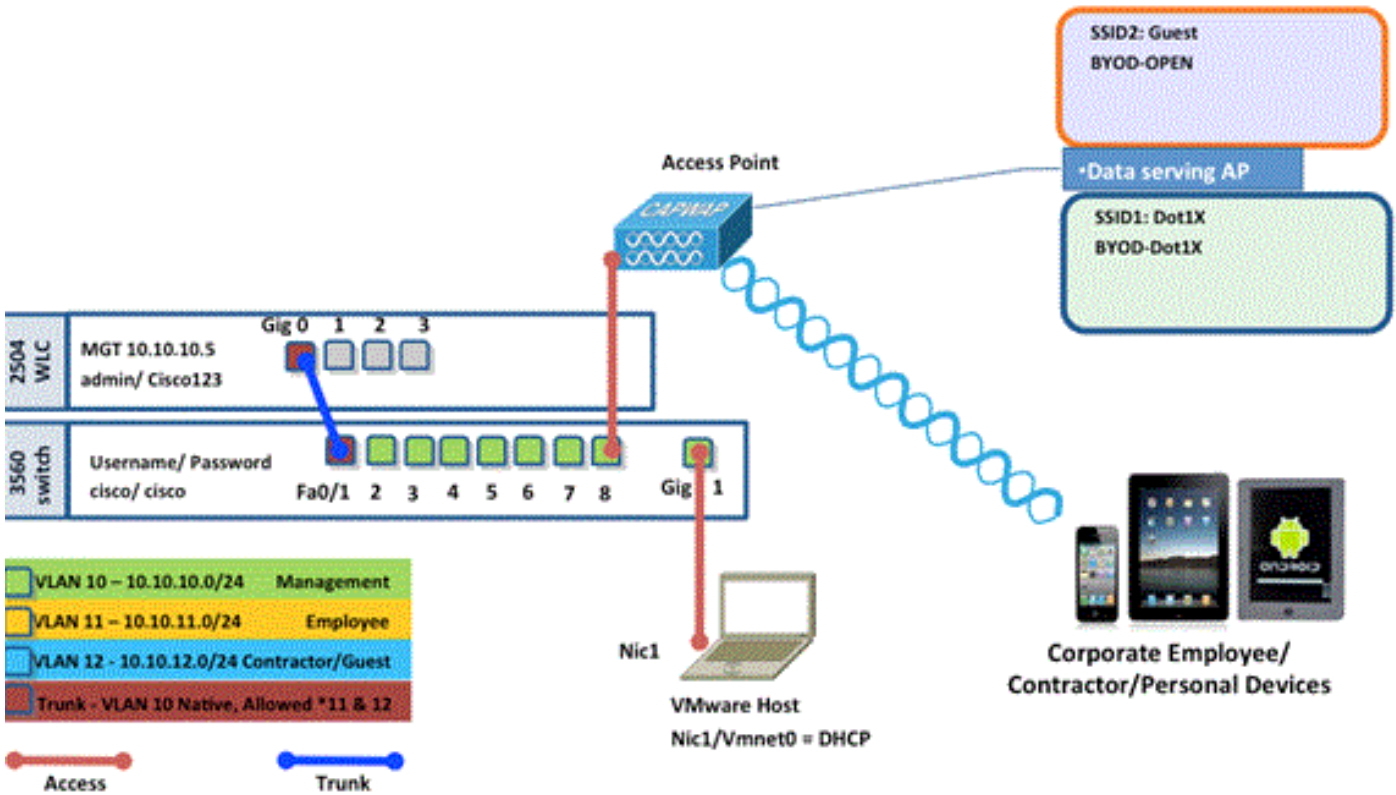 SSID2: Guest
BYOD-OPEN
Access Point
•Data serving AP
CAPWAP
SSID1: Dot1X
BYOD-Dot1X
2504
WLC
Gig 0 1 2 3
MGT 10.10.10.5
admin/ Cisco123
3560
switch
Username/ Password
cisco/ cisco
Fa0/1 2 3 4 5 6 7 8
Gig 1
VLAN 10 – 10.10.10.0/24 Management
VLAN 11 – 10.10.11.0/24 Employee
VLAN 12 - 10.10.12.0/24 Contractor/Guest
Trunk - VLAN 10 Native, Allowed *11 & 12
Access
Trunk
Nic1
VMware Host
Nic1/Vmnet0 = DHCP
ANDROID
Corporate Employee/
Contractor/Personal Devices